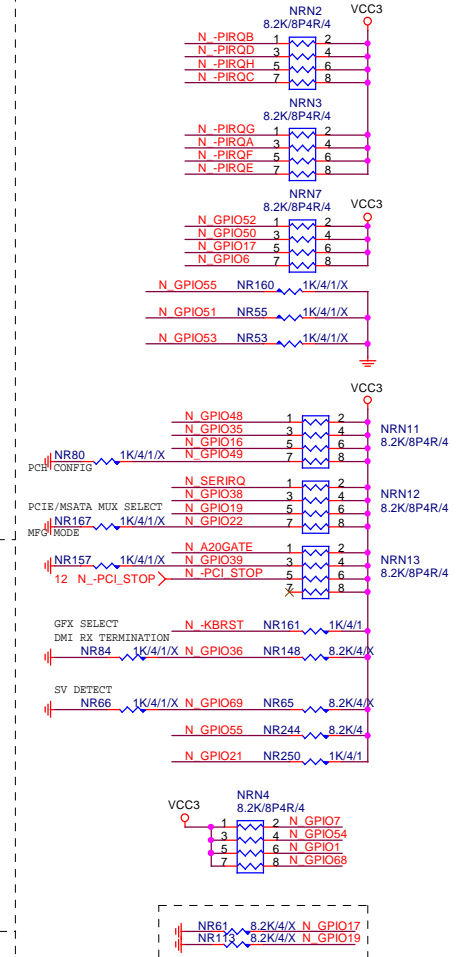 NRN2 VCC3
8.2K/8P4R/4
N_-PIRQB 1 2
N_-PIRQD 3 4
N_-PIRQH 5 6
N_-PIRQC 7 8
NRN3
8.2K/8P4R/4
N_-PIRQG 1 2
N_-PIRQA 3 4
N_-PIRQF 5 6
N_-PIRQE 7 8
NRN7
8.2K/8P4R/4 VCC3
N_GPIO52 1 2
N_GPIO50 3 4
N_GPIO17 5 6
N_GPIO6 7 8
N_GPIO55 NR160 1K/4/1/X
N_GPIO51 NR55 1K/4/1/X
N_GPIO53 NR53 1K/4/1/X
VCC3
N_GPIO48 1 2
N_GPIO35 3 4 NRN11
N_GPIO16 5 6 8.2K/8P4R/4
NR80 1K/4/1/X N_GPIO49 7 8
PCH CONFIG
N_SERIRQ 1 2
N_GPIO38 3 4 NRN12
PCIE/MSATA MUX SELECT N_GPIO19 5 6 8.2K/8P4R/4
NR167 1K/4/1/X N_GPIO22 7 8
MFG MODE
N_A20GATE 1 2
NR157 1K/4/1/X N_GPIO39 3 4 NRN13
12 N_-PCI_STOP N_-PCI_STOP 5 6 8.2K/8P4R/4
7 8
GFX SELECT N_-KBRST NR161 1K/4/1
DMI RX TERMINATION
NR84 1K/4/1/X N_GPIO36 NR148 8.2K/4/X
SV DETECT
NR66 1K/4/1/X N_GPIO69 NR65 8.2K/4/X
N_GPIO55 NR244 8.2K/4
N_GPIO21 NR250 1K/4/1
NRN4
VCC3 8.2K/8P4R/4
1 2 N_GPIO7
3 4 N_GPIO54
5 6 N_GPIO1
7 8 N_GPIO68
NR61 8.2K/4/X N_GPIO17
NR113 8.2K/4/X N_GPIO19